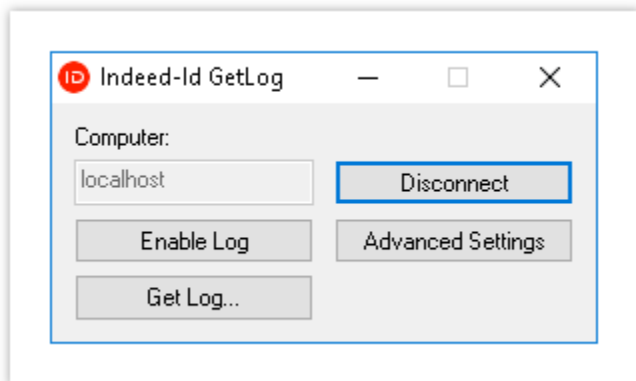 ID Indeed-Id GetLog
Computer:
localhost
Disconnect
Enable Log
Advanced Settings
Get Log...